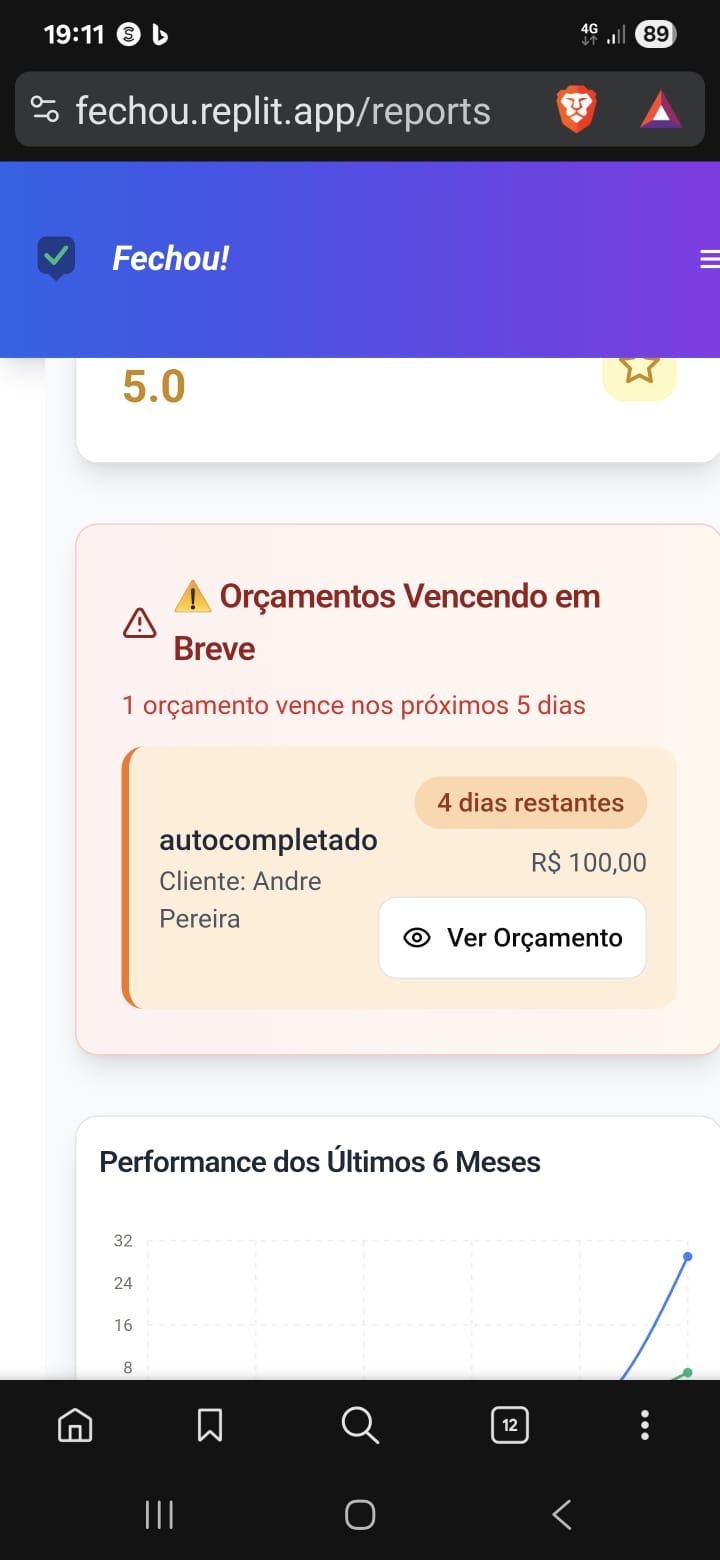 19:11
4G
89
fechou.replit.app/reports
Fechou!
5.0
⚠️ Orçamentos Vencendo em
Breve
1 orçamento vence nos próximos 5 dias
4 dias restantes
autocompletado
R$ 100,00
Cliente: Andre
Pereira
Ver Orçamento
Performance dos Últimos 6 Meses
32
24
16
8
12